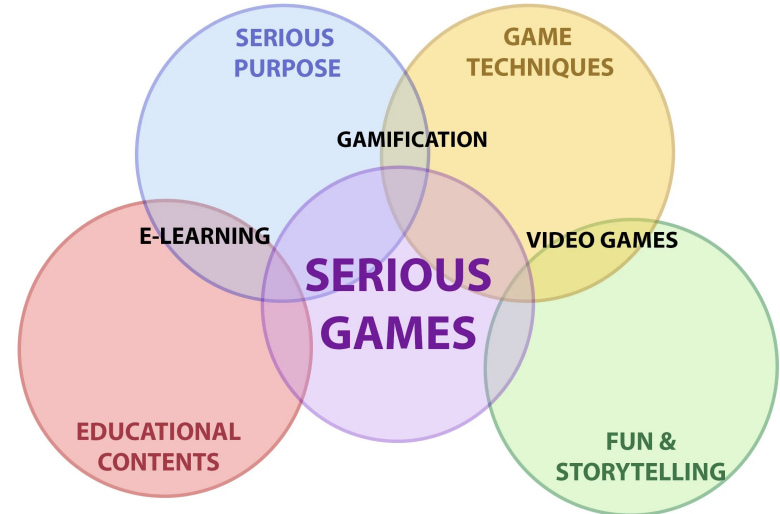 SERIOUS
PURPOSE
GAME
TECHNIQUES
GAMIFICATION
E-LEARNING
VIDEO GAMES
SERIOUS
GAMES
EDUCATIONAL
CONTENTS
FUN &
STORYTELLING